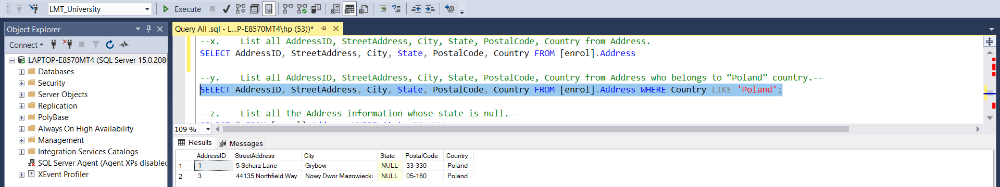 LMT_University
Execute
Object Explorer
Connect
LAPTOP-E8570MT4 (SQL Server 15.0.208
Databases
Security
Server Objects
Replication
PolyBase
Always On High Availability
Management
Integration Services Catalogs
SQL Server Agent (Agent XPs disabled
XEvent Profiler
Query All .sql - L...P-E8570MT4\hp (53))*
--x.    List all AddressID, StreetAddress, City, State, PostalCode, Country from Address.
SELECT AddressID, StreetAddress, City, State, PostalCode, Country FROM [enrol].Address
--y.    List all AddressID, StreetAddress, City, State, PostalCode, Country from Address who belongs to “Poland” country.--
SELECT AddressID, StreetAddress, City, State, PostalCode, Country FROM [enrol].Address WHERE Country LIKE 'Poland';
--z.    List all the Address information whose state is null.--
109 %
Results Messages
AddressID StreetAddress City State PostalCode Country
1 1 5 Schurz Lane Grybow NULL 33-330 Poland
2 3 44135 Northfield Way Nowy Dwor Mazowiecki NULL 05-160 Poland